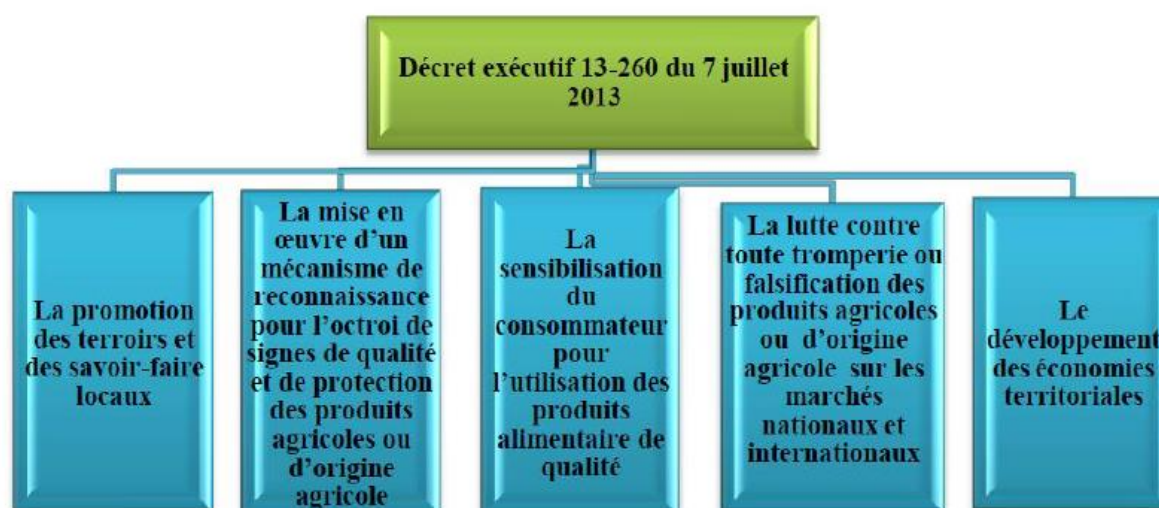 Décret exécutif 13-260 du 7 juillet
2013
La promotion
des terroirs et
des savoir-faire
locaux
La mise en
œuvre d’un
mécanisme de
reconnaissance
pour l’octroi de
signes de qualité
et de protection
des produits
agricoles ou
d’origine
agricole
La
sensibilisation
du
consommateur
pour
l’utilisation des
produits
alimentaire de
qualité
La lutte contre
toute tromperie ou
falsification des
produits agricoles
ou d’origine
agricole sur les
marchés
nationaux et
internationaux
Le
développement
des économies
territoriales